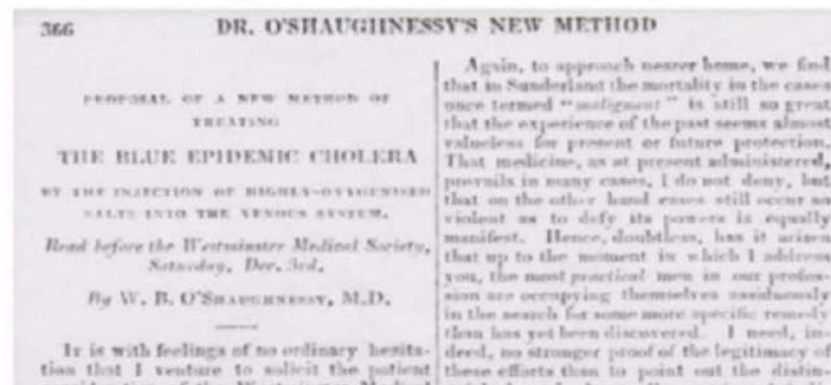 366
DR. O'SHAUGHNESSY'S NEW METHOD
PROPOSAL OF A NEW METHOD OF
TREATING
THE BLUE EPIDEMIC CHOLERA
BY THE INJECTION OF HIGHLY-OXYGENISED
SALTS INTO THE VENOUS SYSTEM.
Read before the Westminster Medical Society,
Saturday, Dec. 3rd.
By W. B. O'SHAUGHNESSY, M.D.
IT is with feelings of no ordinary hesita-
tion that I venture to solicit the patient
consideration of the Westminster Medical
Again, to approach nearer home, we find
that in Sunderland the mortality in the cases
once termed "malignant" is still so great
that the experience of the past seems almost
valueless for present or future protection.
That medicine, as at present administered,
prevails in many cases, I do not deny, but
that on the other hand cases still occur so
violent as to defy its powers is equally
manifest. Hence, doubtless, has it arisen
that up to the moment in which I address
you, the most practical men in our profes-
sion are occupying themselves assiduously
in the search for some more specific remedy
than has yet been discovered. I need, in-
deed, no stronger proof of the legitimacy of
these efforts than to point out the distin-